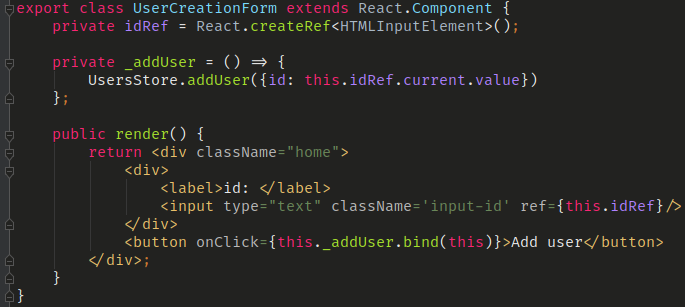 export class UserCreationForm extends React.Component {
    private idRef = React.createRef<HTMLInputElement>();

    private _addUser = () => {
        UsersStore.addUser({id: this.idRef.current.value})
    };

    public render() {
        return <div className="home">
            <div>
                <label>id: </label>
                <input type="text" className='input-id' ref={this.idRef}/>
            </div>
            <button onClick={this._addUser.bind(this)}>Add user</button>
        </div>;
    }
}